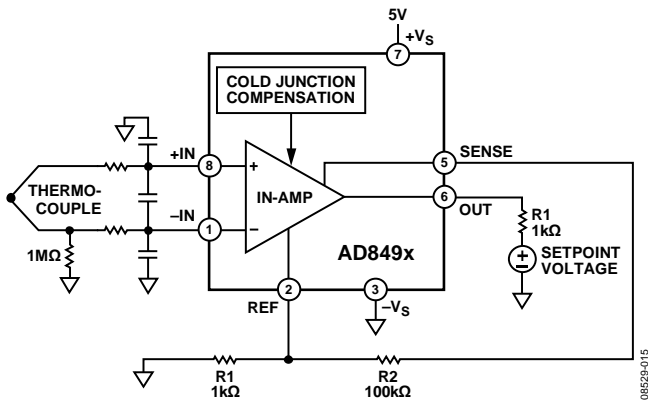 5V
+VS
7
COLD JUNCTION
COMPENSATION
+IN
8
+
SENSE
5
THERMO-
COUPLE
IN-AMP
6
OUT
R1
1kΩ
–IN
1
–
AD849x
+
–
SETPOINT
VOLTAGE
1MΩ
2
REF
3
–VS
R1
1kΩ
R2
100kΩ
08529-015